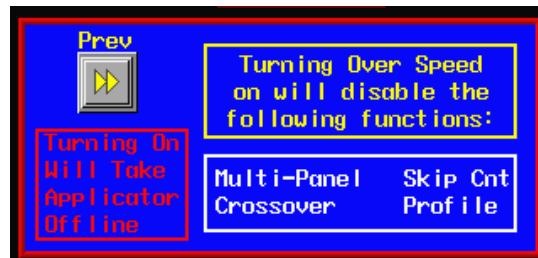 Prev
Turning Over Speed
on will disable the
following functions:
Turning On
Will Take
Applicator
Offline
Multi-Panel Skip Cnt
Crossover Profile